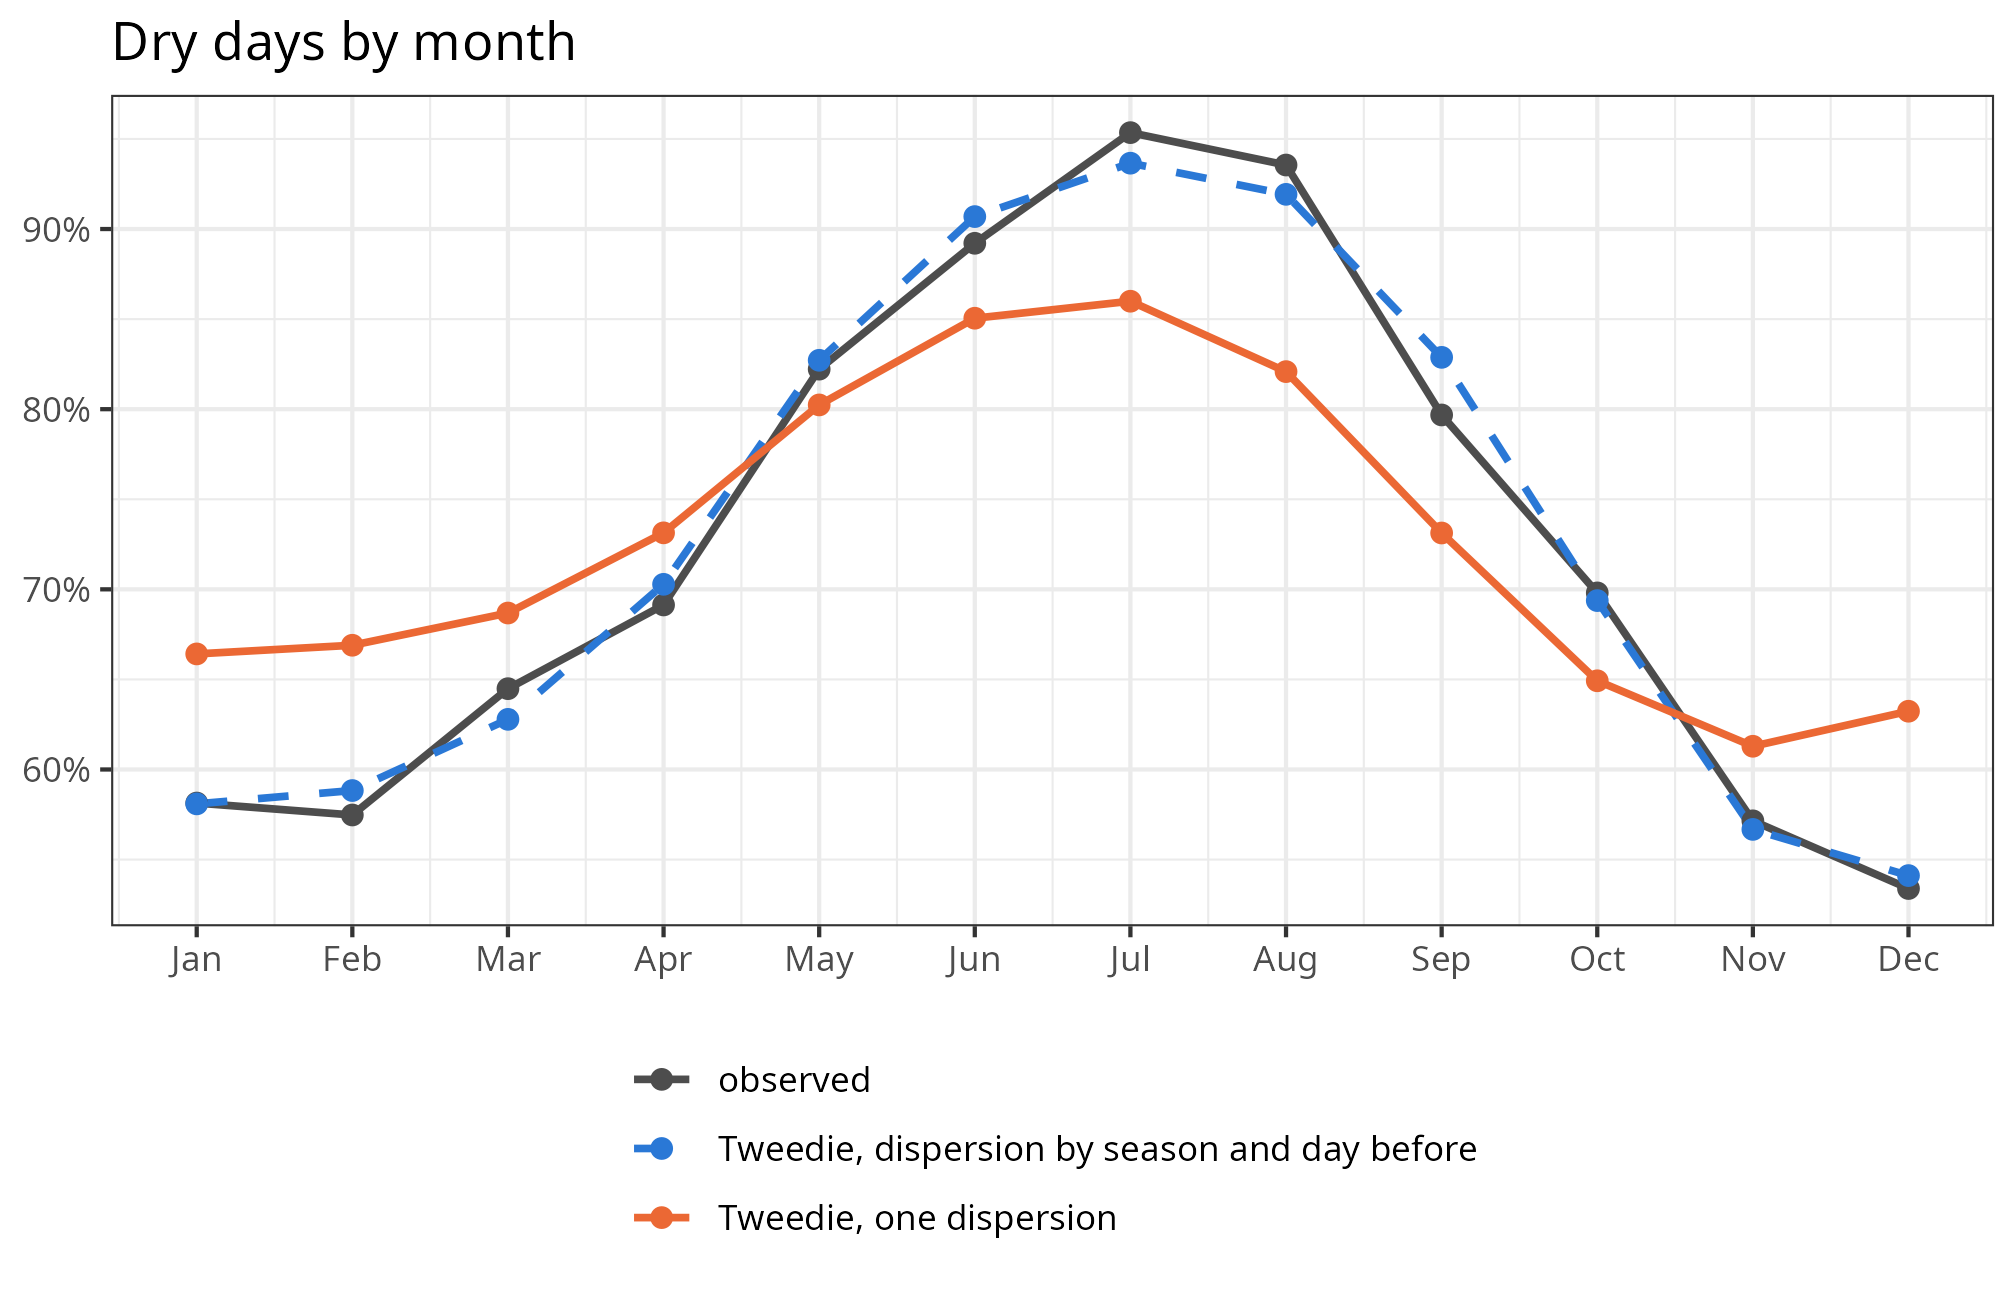 Dry days by month
90%
80%
70%
60%
Jan Feb Mar Apr May Jun Jul Aug Sep Oct Nov Dec
observed
Tweedie, dispersion by season and day before
Tweedie, one dispersion